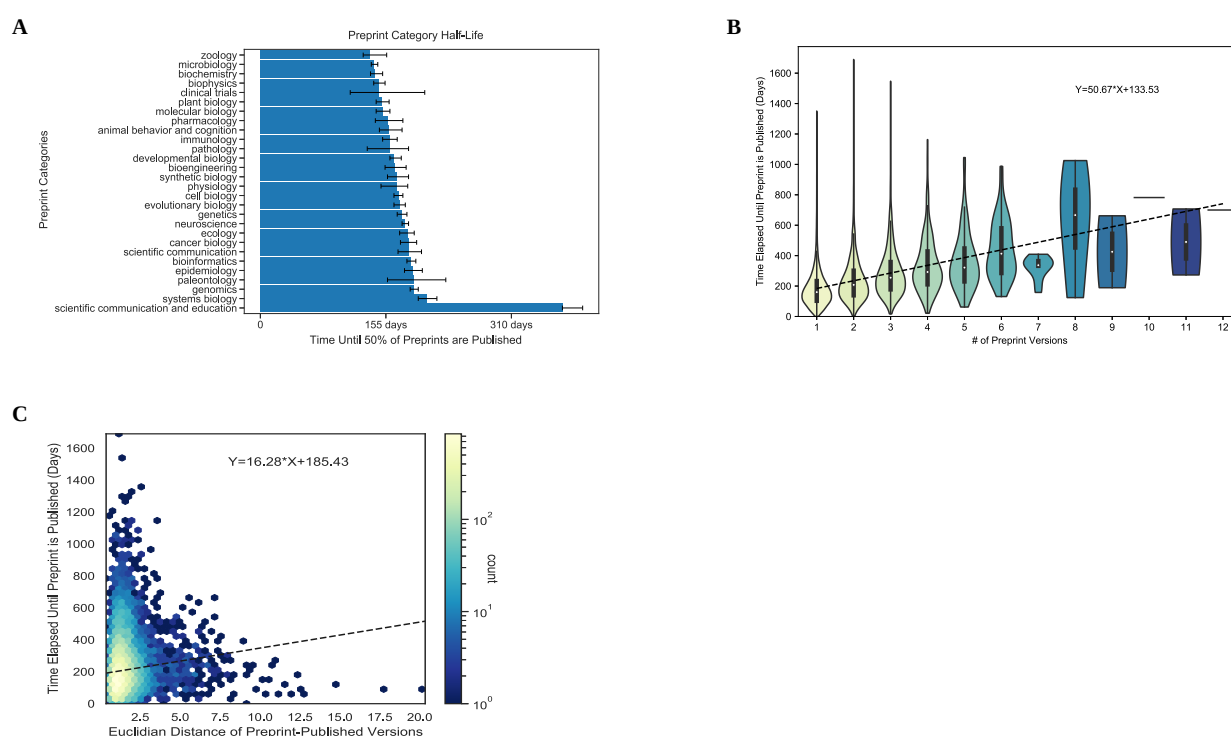 A
Preprint Category Half-Life
Preprint Categories
zoology
microbiology
biochemistry
biophysics
clinical trials
plant biology
molecular biology
pharmacology
animal behavior and cognition
immunology
pathology
developmental biology
bioengineering
synthetic biology
physiology
cell biology
evolutionary biology
genetics
neuroscience
ecology
cancer biology
scientific communication
bioinformatics
epidemiology
paleontology
genomics
systems biology
scientific communication and education
0 155 days 310 days
Time Until 50% of Preprints are Published
B
Time Elapsed Until Preprint is Published (Days)
1600
1400
1200
1000
800
600
400
200
0
Y=50.67*X+133.53
1 2 3 4 5 6 7 8 9 10 11 12
# of Preprint Versions
C
Time Elapsed Until Preprint is Published (Days)
1600
1400
1200
1000
800
600
400
200
0
Y=16.28*X+185.43
2.5 5.0 7.5 10.0 12.5 15.0 17.5 20.0
Euclidian Distance of Preprint-Published Versions
10²
10¹
10⁰
count